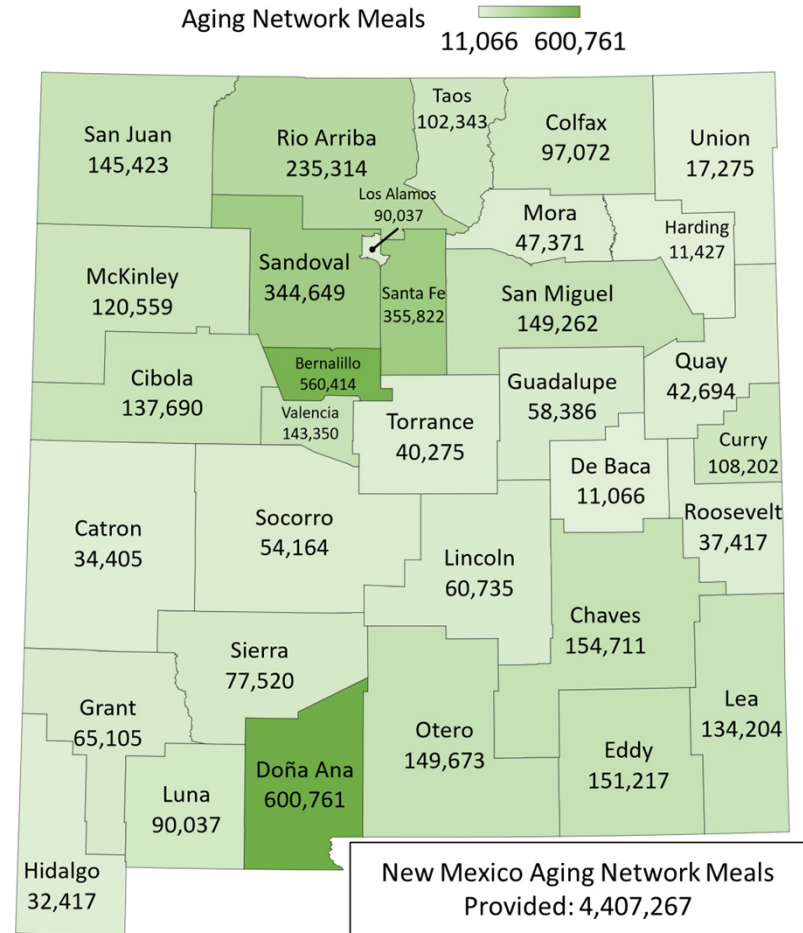 Aging Network Meals
11,066 600,761
San Juan
145,423
Rio Arriba
235,314
Taos
102,343
Colfax
97,072
Union
17,275
Los Alamos
90,037
Mora
47,371
Harding
11,427
McKinley
120,559
Sandoval
344,649
Santa Fe
355,822
San Miguel
149,262
Cibola
137,690
Bernalillo
560,414
Valencia
143,350
Torrance
40,275
Guadalupe
58,386
Quay
42,694
Curry
108,202
De Baca
11,066
Roosevelt
37,417
Catron
34,405
Socorro
54,164
Lincoln
60,735
Chaves
154,711
Sierra
77,520
Grant
65,105
Lea
134,204
Otero
149,673
Eddy
151,217
Doña Ana
600,761
Luna
90,037
Hidalgo
32,417
New Mexico Aging Network Meals
Provided: 4,407,267